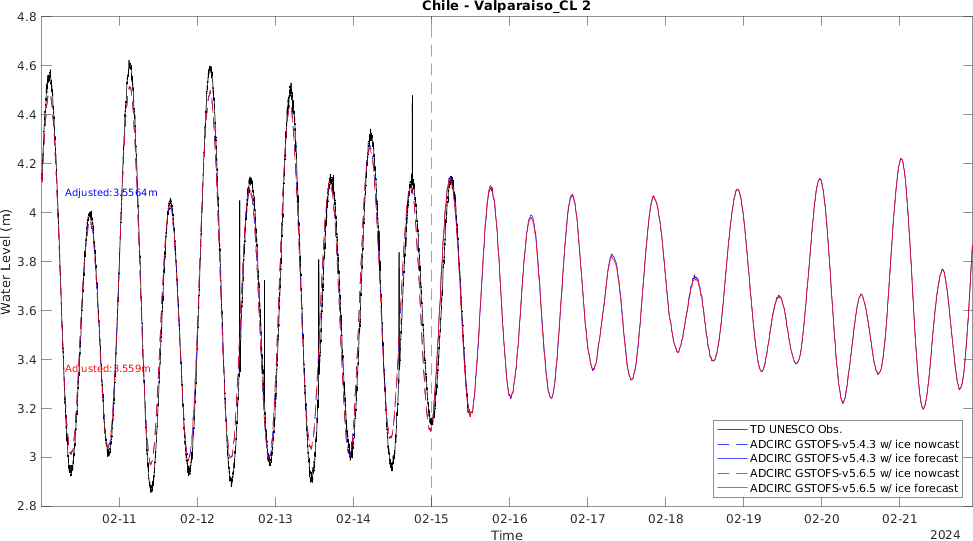 Chile - Valparaiso_CL 2
4.8
4.6
4.4
4.2
4
3.8
3.6
3.4
3.2
3
2.8
Water Level (m)
Adjusted:3.5564m
Adjusted:3.559m
TD UNESCO Obs.
ADCIRC GSTOFS-v5.4.3 w/ ice nowcast
ADCIRC GSTOFS-v5.4.3 w/ ice forecast
ADCIRC GSTOFS-v5.6.5 w/ ice nowcast
ADCIRC GSTOFS-v5.6.5 w/ ice forecast
02-11 02-12 02-13 02-14 02-15 02-16 02-17 02-18 02-19 02-20 02-21
Time
2024